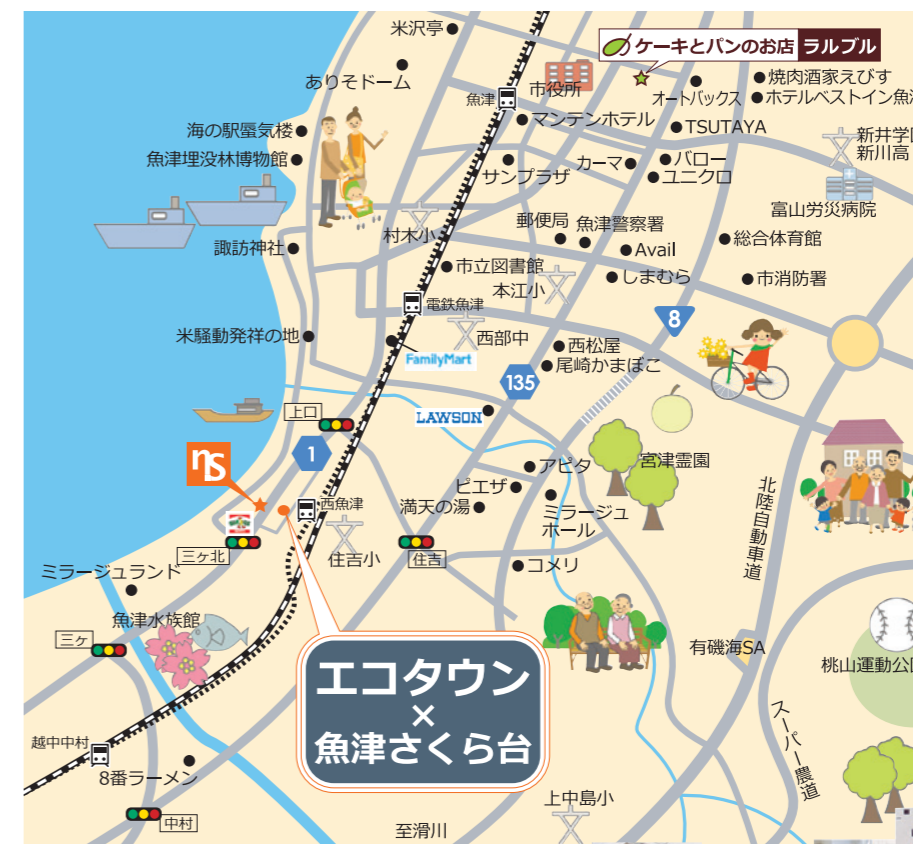 米沢亭
ケーキとパンのお店 ラルブル
ありそドーム
市役所
焼肉酒家えびす
魚津
オートバックス
ホテルベストイン魚
海の駅蜃気楼
マンテンホテル
TSUTAYA
新井学
新川高
魚津埋没林博物館
サンプラザ
カーマ
バロー
ユニクロ
富山労災病院
村木小
郵便局
魚津警察署
諏訪神社
Avail
総合体育館
市立図書館
本江小
しまむら
市消防署
電鉄魚津
8
米騒動発祥の地
西部中
西松屋
FamilyMart
尾崎かまぼこ
135
LAWSON
上口
1
ns
アピタ
宮津霊園
ピエザ
北陸自動車道
西魚津
満天の湯
ミラージュ
ホール
三ケ北
住吉小
住吉
コメリ
ミラージュランド
魚津水族館
三ケ
有磯海SA
桃山運動公
エコタウン
×
魚津さくら台
スーパー農道
越中中村
8番ラーメン
上中島小
中村
至滑川